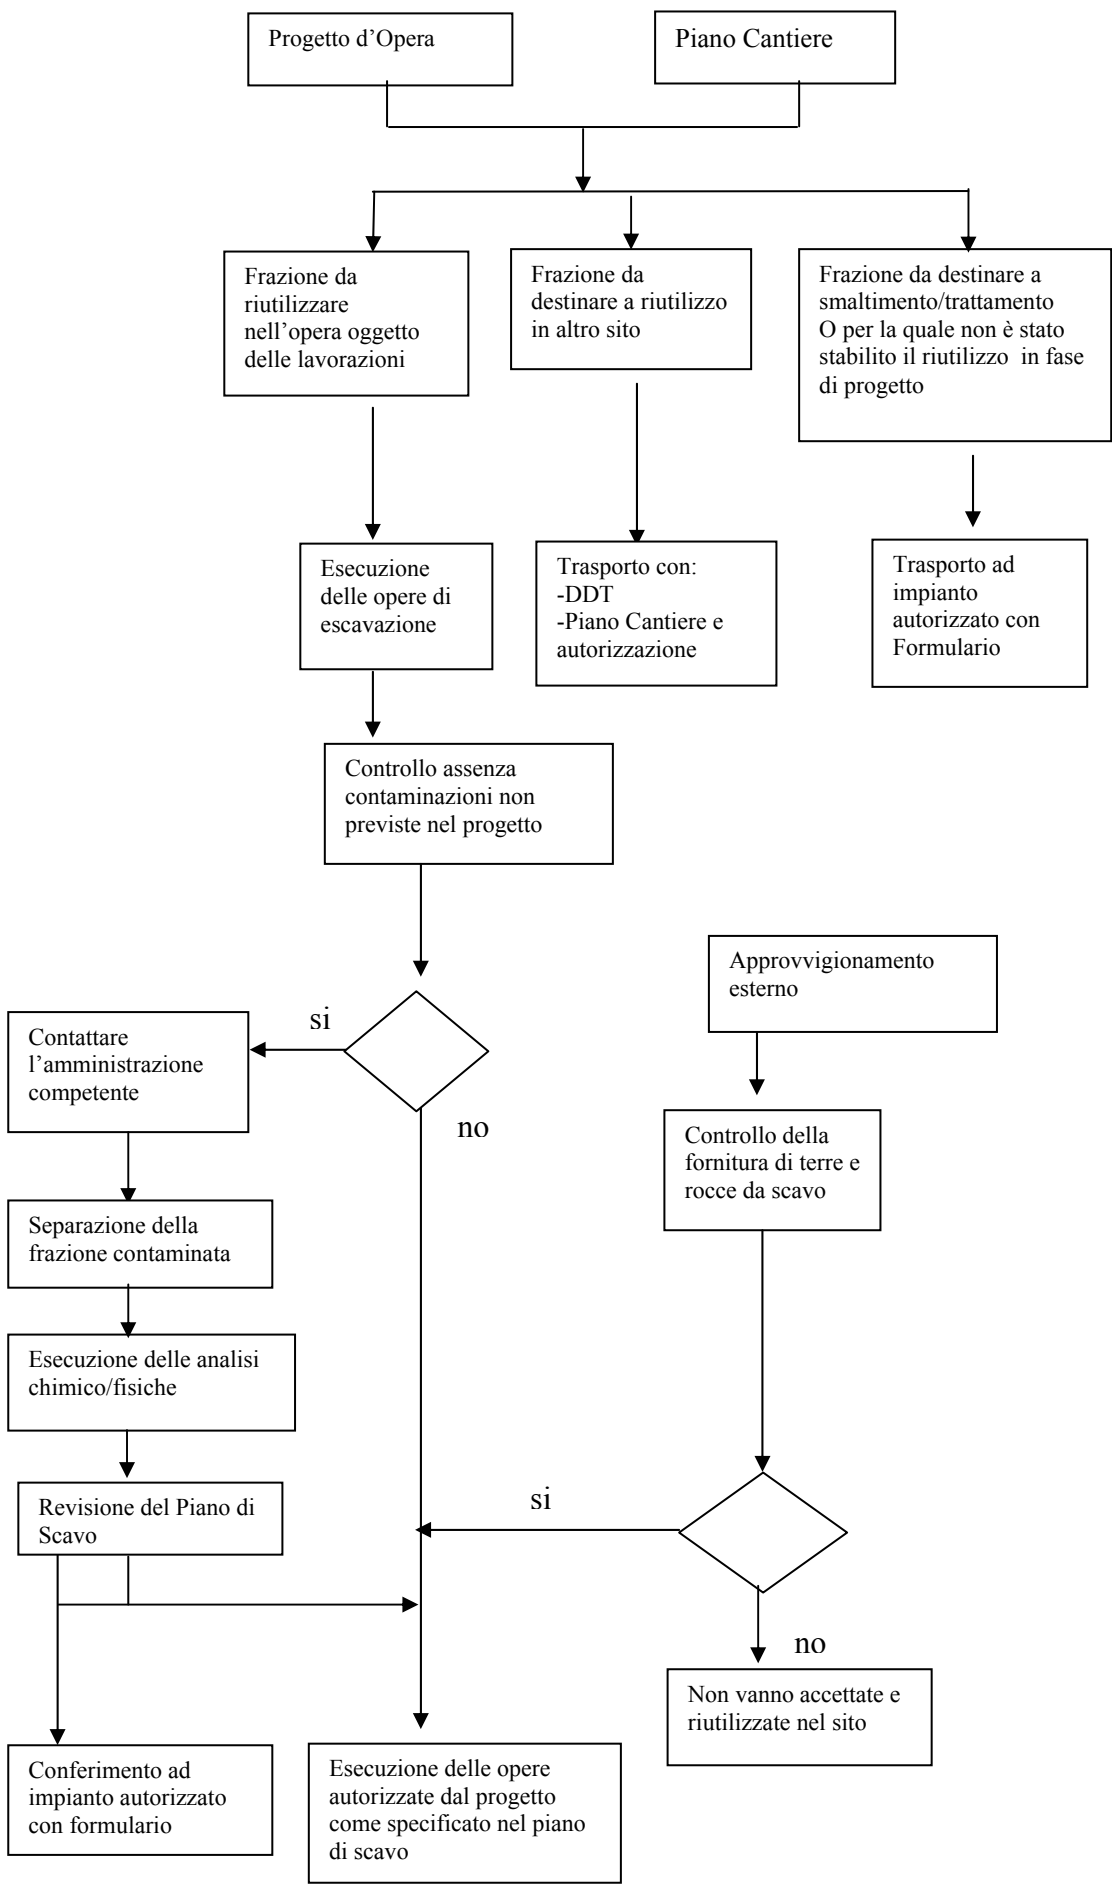 Progetto d’Opera
Piano Cantiere
Frazione da
riutilizzare
nell’opera oggetto
delle lavorazioni
Frazione da
destinare a riutilizzo
in altro sito
Frazione da destinare a
smaltimento/trattamento
O per la quale non è stato
stabilito il riutilizzo in fase
di progetto
Esecuzione
delle opere di
escavazione
Trasporto con:
-DDT
-Piano Cantiere e
autorizzazione
Trasporto ad
impianto
autorizzato con
Formulario
Controllo assenza
contaminazioni non
previste nel progetto
Approvvigionamento
esterno
si
Contattare
l’amministrazione
competente
no
Controllo della
fornitura di terre e
rocce da scavo
Separazione della
frazione contaminata
Esecuzione delle analisi
chimico/fisiche
Revisione del Piano di
Scavo
si
no
Non vanno accettate e
riutilizzate nel sito
Conferimento ad
impianto autorizzato
con formulario
Esecuzione delle opere
autorizzate dal progetto
come specificato nel piano
di scavo